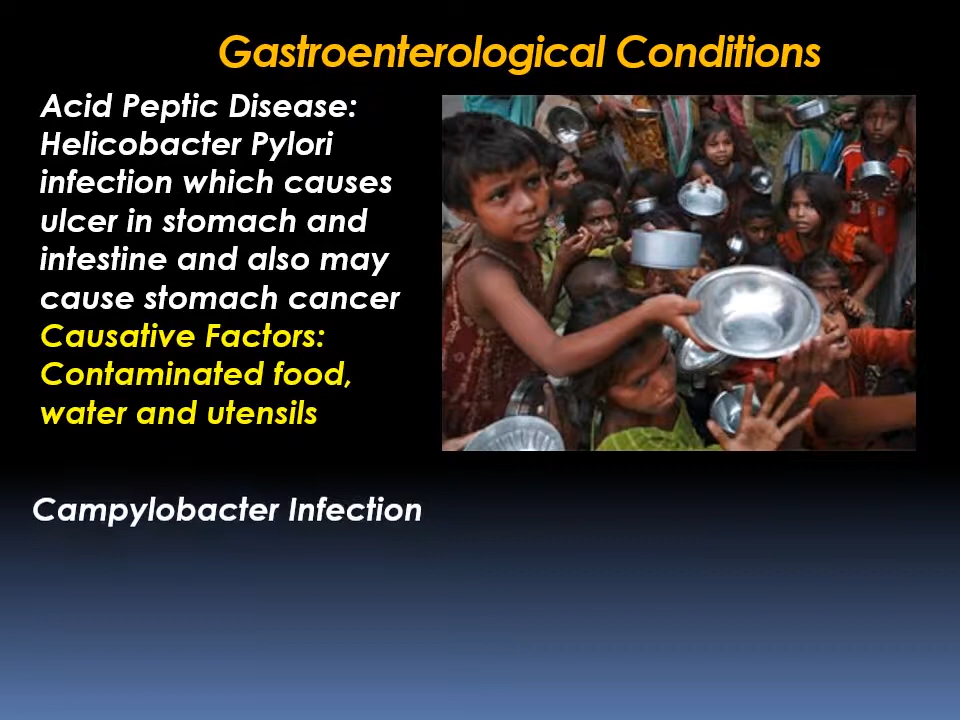 Gastroenterological Conditions
Acid Peptic Disease:
Helicobacter Pylori
infection which causes
ulcer in stomach and
intestine and also may
cause stomach cancer
Causative Factors:
Contaminated food,
water and utensils
Campylobacter Infection